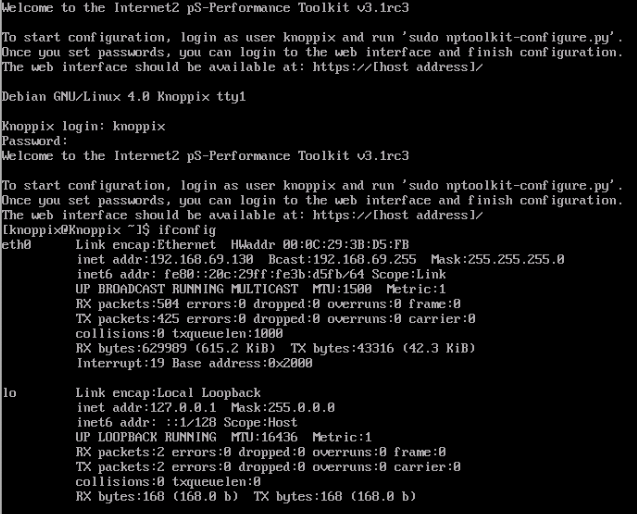 Welcome to the Internet2 pS-Performance Toolkit v3.1rc3
To start configuration, login as user knoppix and run 'sudo nptoolkit-configure.py'.
Once you set passwords, you can login to the web interface and finish configuration.
The web interface should be available at: https://[host address]/
Debian GNU/Linux 4.0 Knoppix tty1
Knoppix login: knoppix
Password:
Welcome to the Internet2 pS-Performance Toolkit v3.1rc3
To start configuration, login as user knoppix and run 'sudo nptoolkit-configure.py'.
Once you set passwords, you can login to the web interface and finish configuration.
The web interface should be available at: https://[host address]/
[knoppix@Knoppix ~]$ ifconfig
eth0 Link encap:Ethernet HWaddr 00:0C:29:3B:D5:FB
inet addr:192.168.69.130 Bcast:192.168.69.255 Mask:255.255.255.0
inet6 addr: fe80::20c:29ff:fe3b:d5fb/64 Scope:Link
UP BROADCAST RUNNING MULTICAST MTU:1500 Metric:1
RX packets:504 errors:0 dropped:0 overruns:0 frame:0
TX packets:425 errors:0 dropped:0 overruns:0 carrier:0
collisions:0 txqueuelen:1000
RX bytes:629989 (615.2 KiB) TX bytes:43316 (42.3 KiB)
Interrupt:19 Base address:0x2000
lo Link encap:Local Loopback
inet addr:127.0.0.1 Mask:255.0.0.0
inet6 addr: ::1/128 Scope:Host
UP LOOPBACK RUNNING MTU:16436 Metric:1
RX packets:2 errors:0 dropped:0 overruns:0 frame:0
TX packets:2 errors:0 dropped:0 overruns:0 carrier:0
collisions:0 txqueuelen:0
RX bytes:168 (168.0 b) TX bytes:168 (168.0 b)